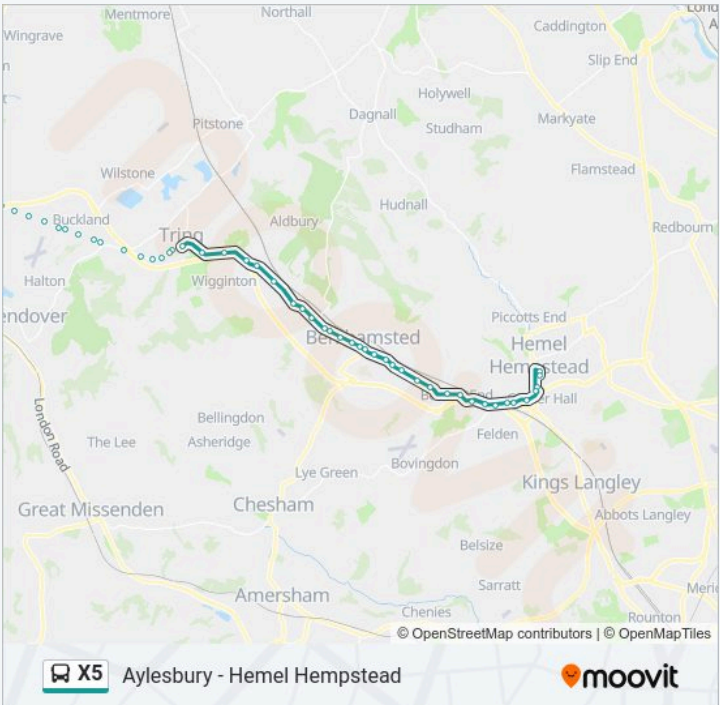 Mentmore
Northall
Wingrave
Caddington
Slip End
Holywell
Dagnall
Markyate
Pitstone
Studham
Flamstead
Wilstone
Hudnall
Buckland
Aldbury
Redbourn
Tring
Halton
Wigginton
endover
Piccotts End
Hemel
Hempstead
London Road
Bellingdon
Felden
The Lee
Asheridge
Bovingdon
Lye Green
Kings Langley
Great Missenden
Chesham
Abbots Langley
Belsize
Amersham
Sarratt
Chenies
Rounton
© OpenStreetMap contributors | © OpenMapTiles
X5
Aylesbury - Hemel Hempstead
moovit